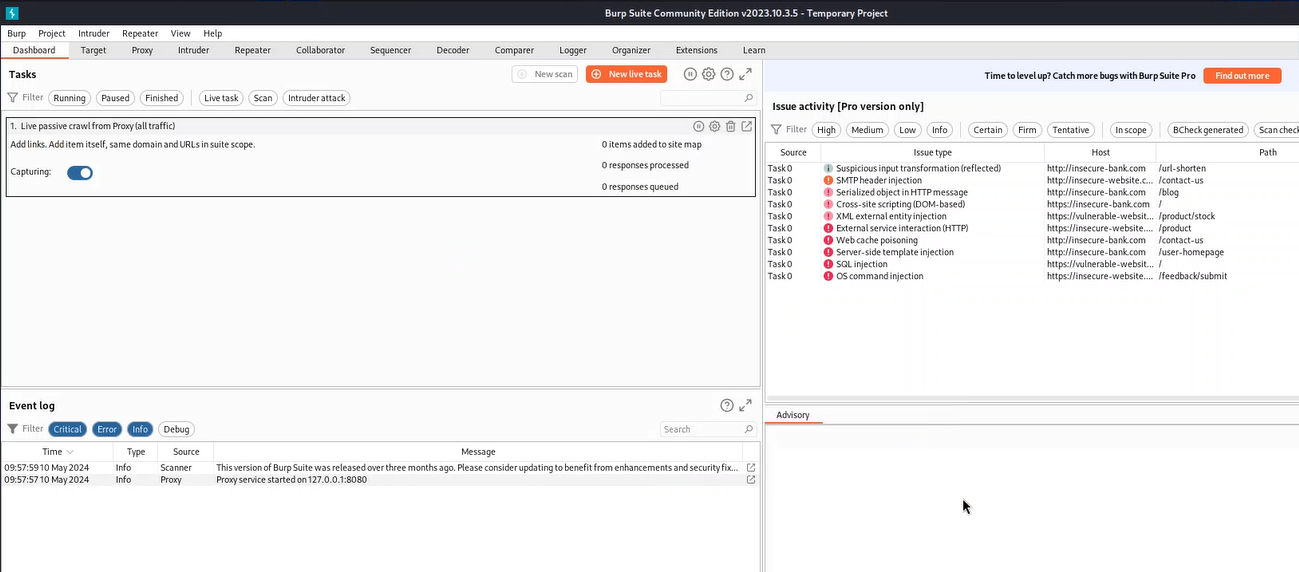 Burp Suite Community Edition v2023.10.3.5 - Temporary Project
Burp Project Intruder Repeater View Help
Dashboard Target Proxy Intruder Repeater Collaborator Sequencer Decoder Comparer Logger Organizer Extensions Learn
Tasks New scan New live task
Filter Running Paused Finished Live task Scan Intruder attack
1. Live passive crawl from Proxy (all traffic)
Add links. Add item itself, same domain and URLs in suite scope. 0 items added to site map
Capturing: 0 responses processed
0 responses queued
Event log
Filter Critical Error Info Debug Search
Time Type Source Message
09:57:59 10 May 2024 Info Scanner This version of Burp Suite was released over three months ago. Please consider updating to benefit from enhancements and security fix...
09:57:57 10 May 2024 Info Proxy Proxy service started on 127.0.0.1:8080
Time to level up? Catch more bugs with Burp Suite Pro Find out more
Issue activity [Pro version only]
Filter High Medium Low Info Certain Firm Tentative In scope BCheck generated Scan check
Source Issue type Host Path
Task 0 Suspicious input transformation (reflected) http://insecure-bank.com /url-shorten
Task 0 SMTP header injection http://insecure-website.c... /contact-us
Task 0 Serialized object in HTTP message http://insecure-bank.com /blog
Task 0 Cross-site scripting (DOM-based) https://insecure-bank.com /
Task 0 XML external entity injection https://vulnerable-websit... /product/stock
Task 0 External service interaction (HTTP) https://insecure-website.... /product
Task 0 Web cache poisoning http://insecure-bank.com /contact-us
Task 0 Server-side template injection http://insecure-bank.com /user-homepage
Task 0 SQL injection https://vulnerable-websit... /
Task 0 OS command injection https://insecure-website.... /feedback/submit
Advisory